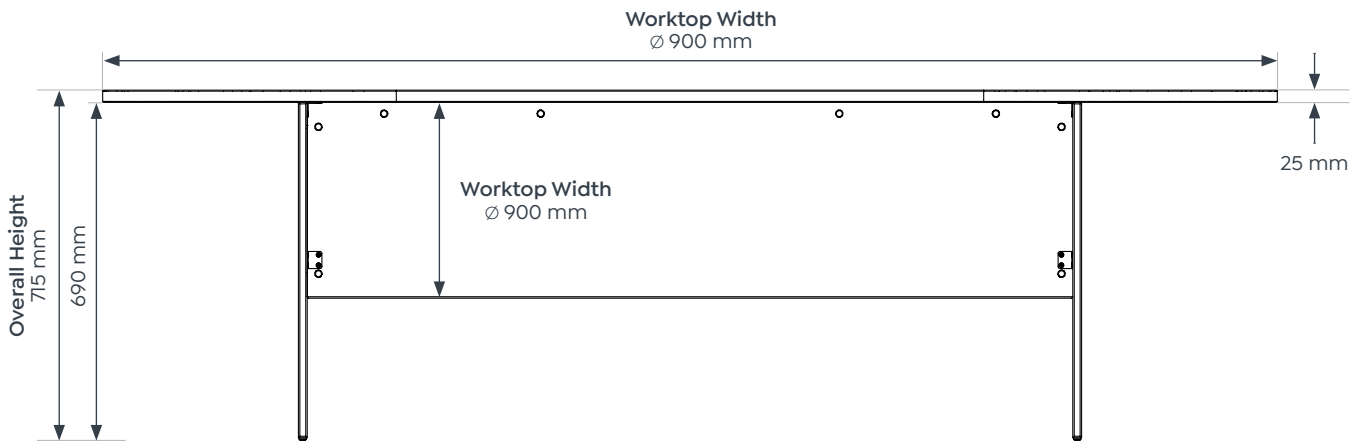 Worktop Width
∅ 900 mm
25 mm
Worktop Width
∅ 900 mm
Overall Height
715 mm
690 mm